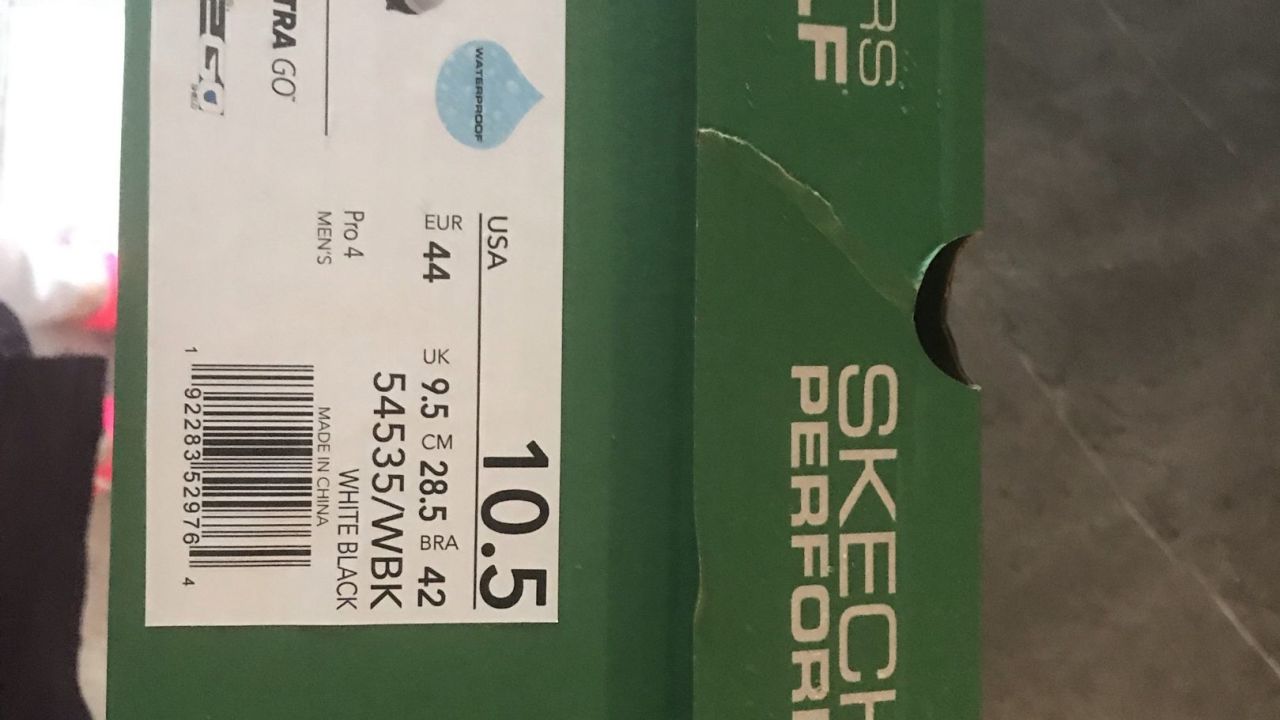 RS SKECH
LF PERFOR
WATERPROOF
USA 10.5
EUR 44 UK 9.5 CM 28.5 BRA 42
54535/WBK
Pro 4 WHITE BLACK
MEN'S MADE IN CHINA
TRA GO™
1 92283 52976 4